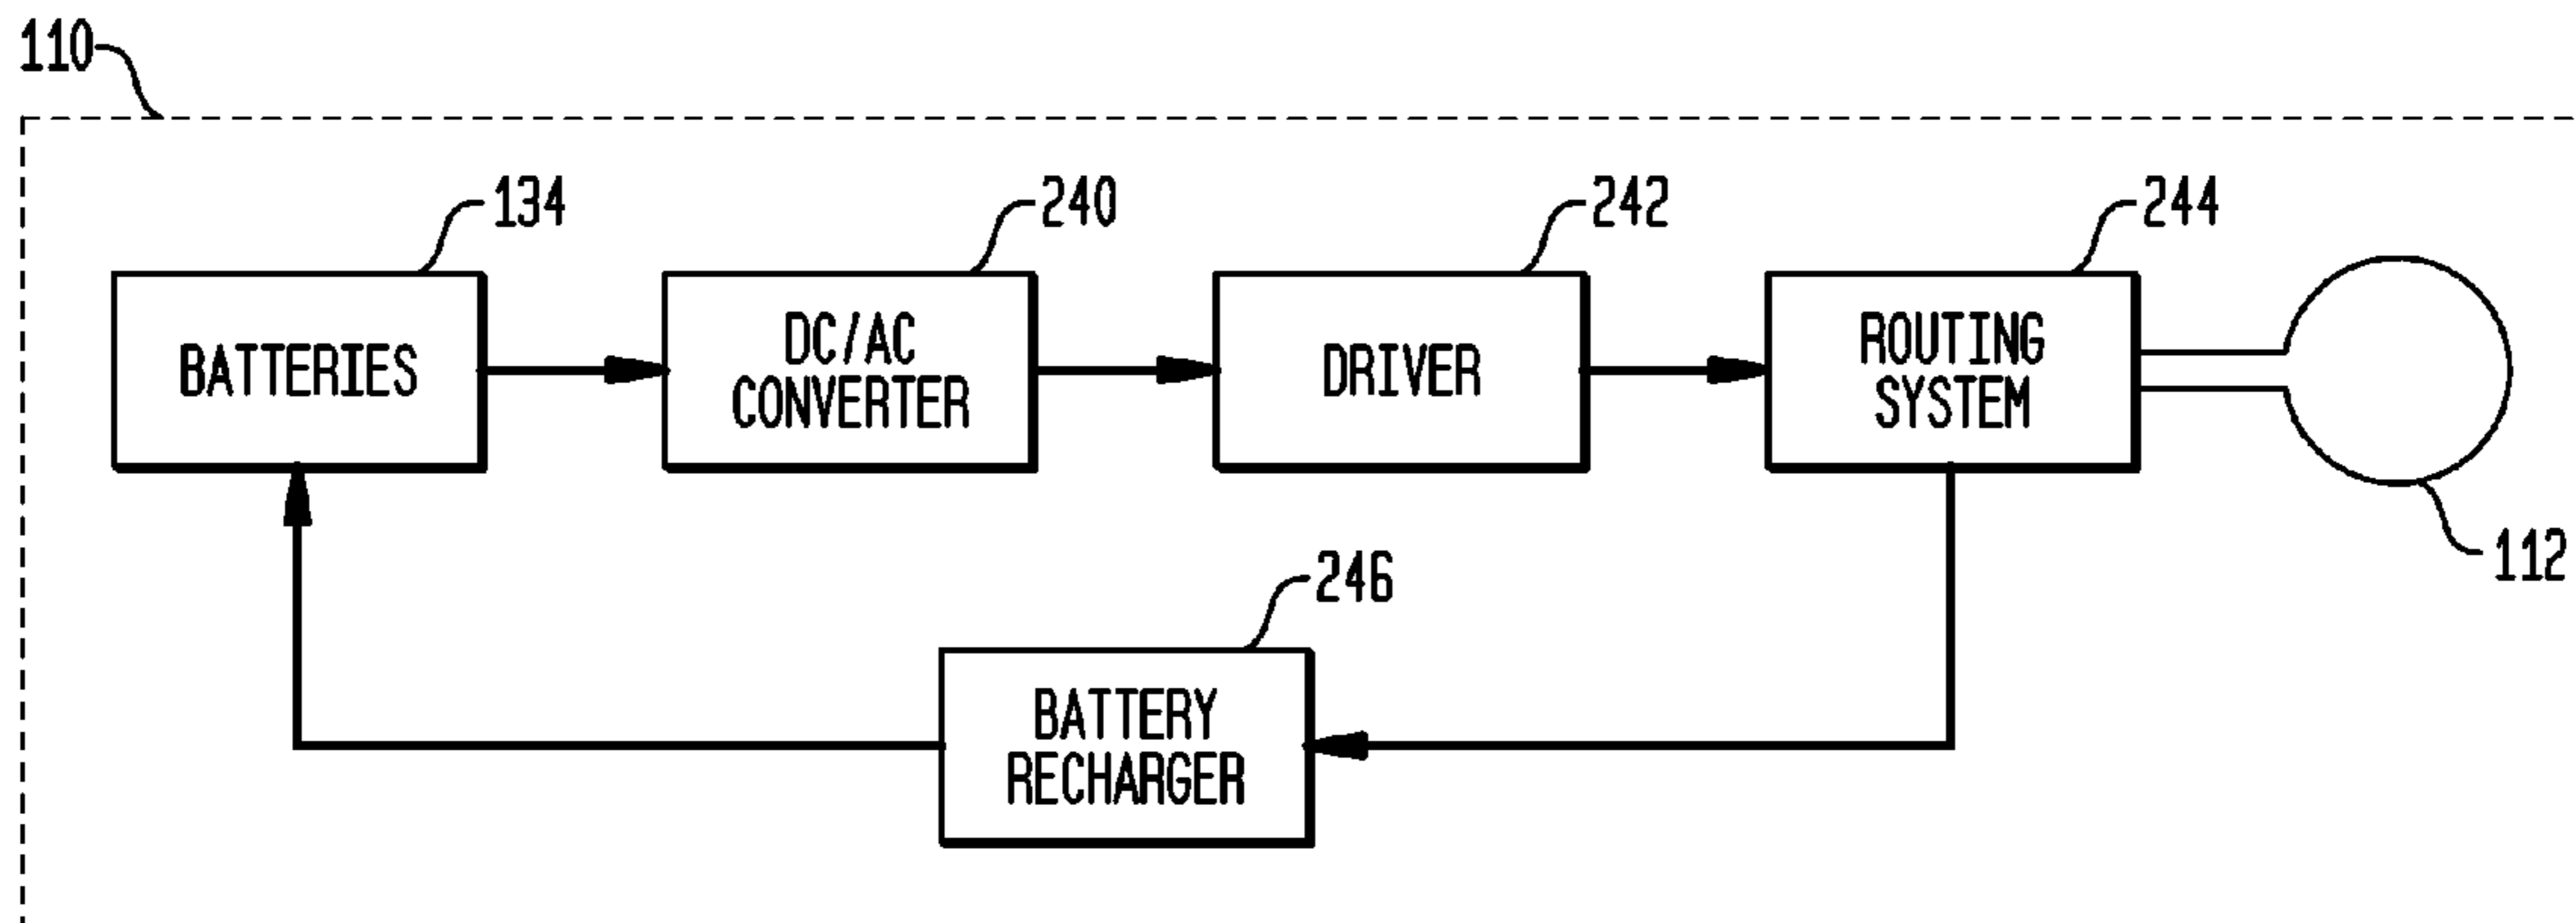 110
134
240
242
244
BATTERIES
DC/AC
CONVERTER
DRIVER
ROUTING
SYSTEM
112
246
BATTERY
RECHARGER